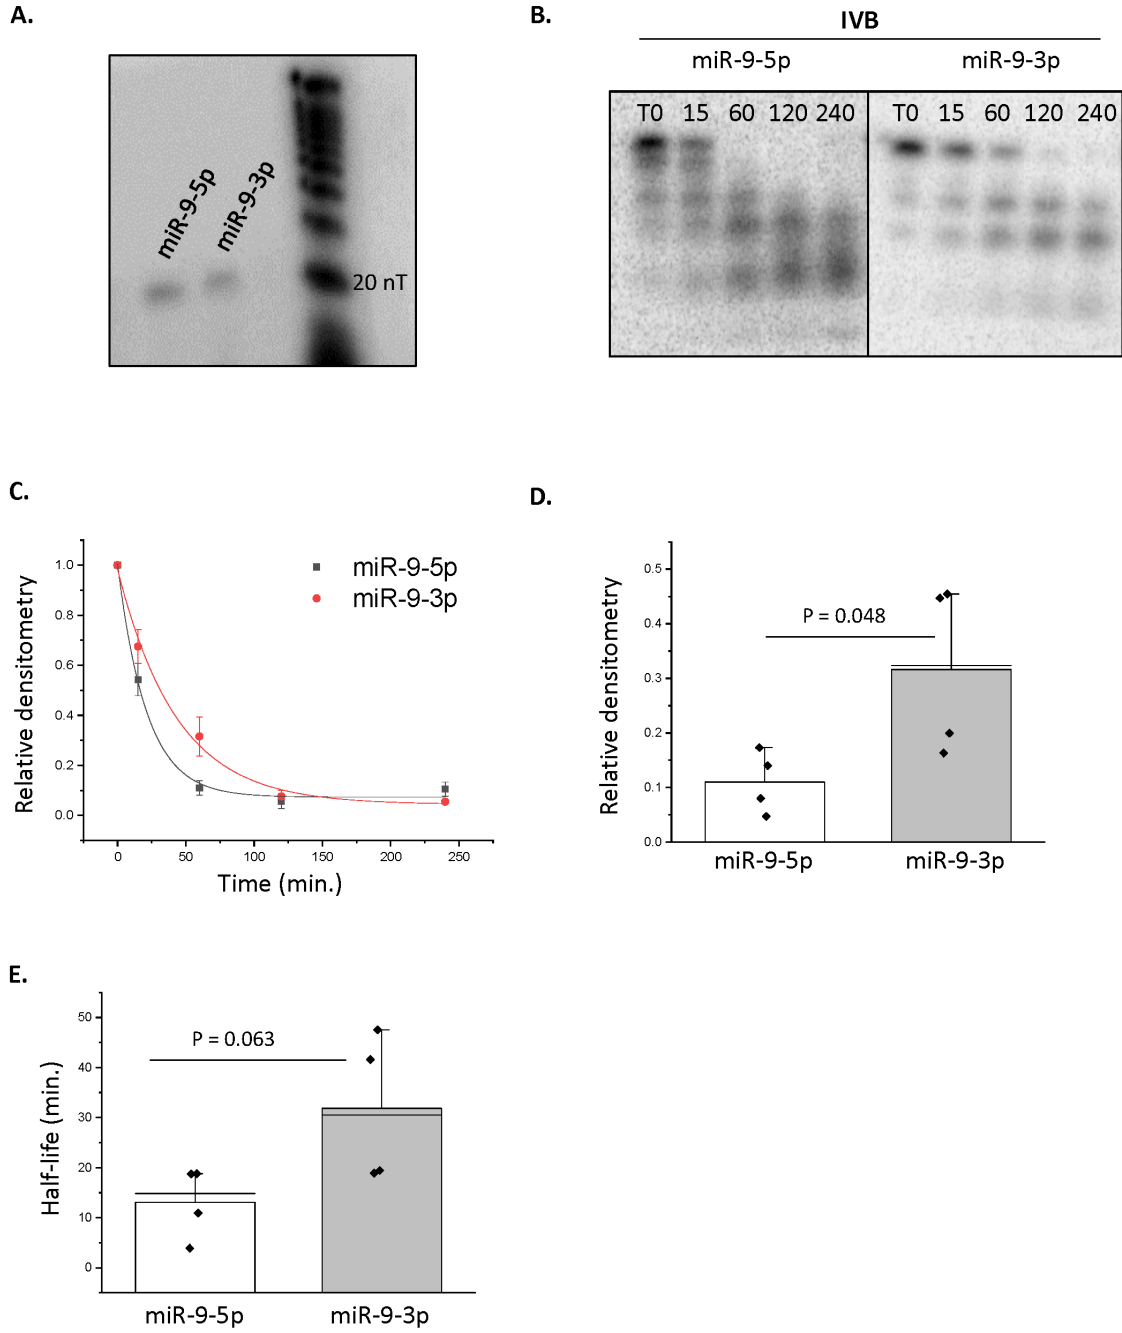 A.
miR-9-5p
miR-9-3p
20 nT
B.
IVB
miR-9-5p miR-9-3p
T0 15 60 120 240 T0 15 60 120 240
C.
Relative densitometry
1.0
0.8
0.6
0.4
0.2
0.0
0 50 100 150 200 250
Time (min.)
miR-9-5p
miR-9-3p
D.
Relative densitometry
0.5
0.4
0.3
0.2
0.1
0.0
P = 0.048
miR-9-5p miR-9-3p
E.
Half-life (min.)
50
40
30
20
10
0
P = 0.063
miR-9-5p miR-9-3p